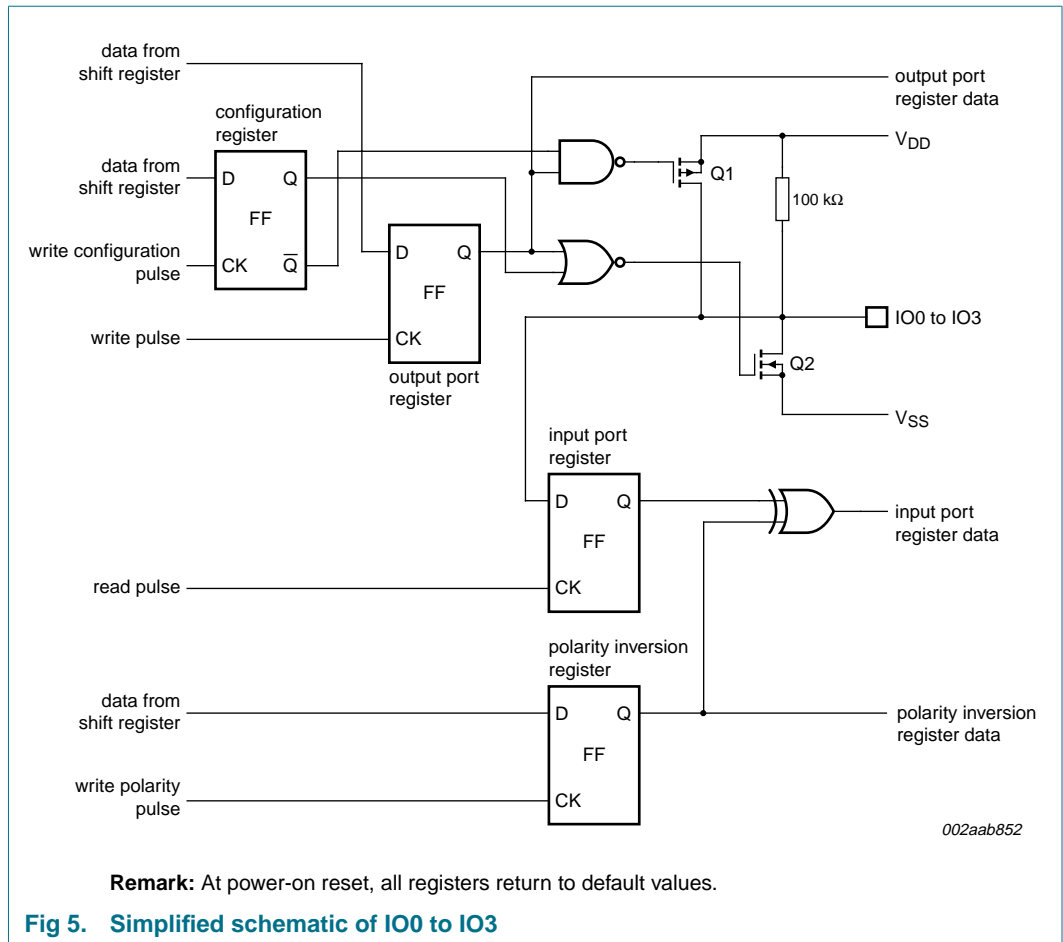 data from
shift register
output port
register data
configuration
register
V_DD
Q1
data from
shift register
D
Q
100 kΩ
FF
write configuration
pulse
CK
Q̅
D
Q
FF
IO0 to IO3
write pulse
CK
Q2
output port
register
V_SS
input port
register
D
Q
input port
register data
FF
read pulse
CK
polarity inversion
register
data from
shift register
D
Q
polarity inversion
register data
FF
write polarity
pulse
CK
002aab852
Remark: At power-on reset, all registers return to default values.
Fig 5. Simplified schematic of IO0 to IO3